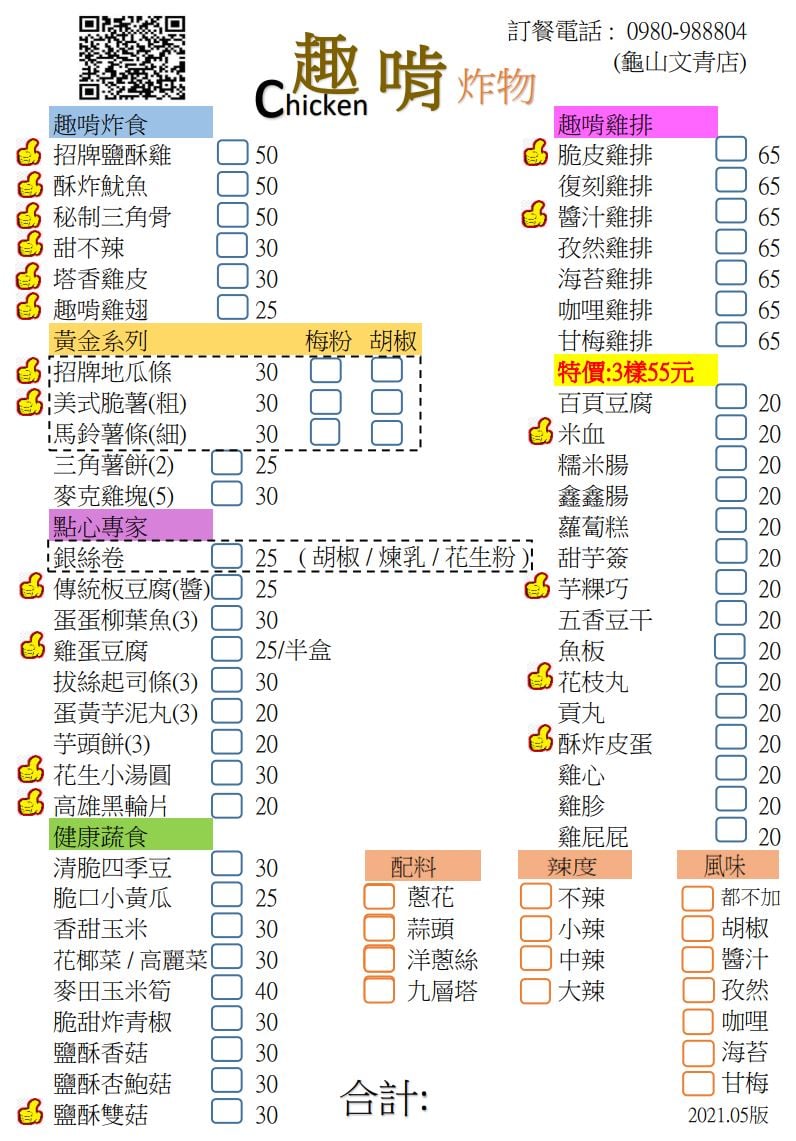 趣啃炸物
Chicken
訂餐電話 : 0980-988804
(龜山文青店)
趣啃炸食
招牌鹽酥雞 50
酥炸魷魚 50
秘制三角骨 50
甜不辣 30
塔香雞皮 30
趣啃雞翅 25
黃金系列 梅粉 胡椒
招牌地瓜條 30
美式脆薯(粗) 30
馬鈴薯條(細) 30
三角薯餅(2) 25
麥克雞塊(5) 30
點心專家
銀絲卷 25 ( 胡椒 / 煉乳 / 花生粉 )
傳統板豆腐(醬) 25
蛋蛋柳葉魚(3) 30
雞蛋豆腐 25/半盒
拔絲起司條(3) 30
蛋黃芋泥丸(3) 20
芋頭餅(3) 20
花生小湯圓 30
高雄黑輪片 20
健康蔬食
清脆四季豆 30
脆口小黃瓜 25
香甜玉米 30
花椰菜 / 高麗菜 30
麥田玉米筍 40
脆甜炸青椒 30
鹽酥香菇 30
鹽酥杏鮑菇 30
鹽酥雙菇 30
趣啃雞排
脆皮雞排 65
復刻雞排 65
醬汁雞排 65
孜然雞排 65
海苔雞排 65
咖哩雞排 65
甘梅雞排 65
特價:3樣55元
百頁豆腐 20
米血 20
糯米腸 20
鑫鑫腸 20
蘿蔔糕 20
甜芋簽 20
芋粿巧 20
五香豆干 20
魚板 20
花枝丸 20
貢丸 20
酥炸皮蛋 20
雞心 20
雞胗 20
雞屁屁 20
配料
蔥花
蒜頭
洋蔥絲
九層塔
辣度
不辣
小辣
中辣
大辣
風味
都不加
胡椒
醬汁
孜然
咖哩
海苔
甘梅
合計:
2021.05版